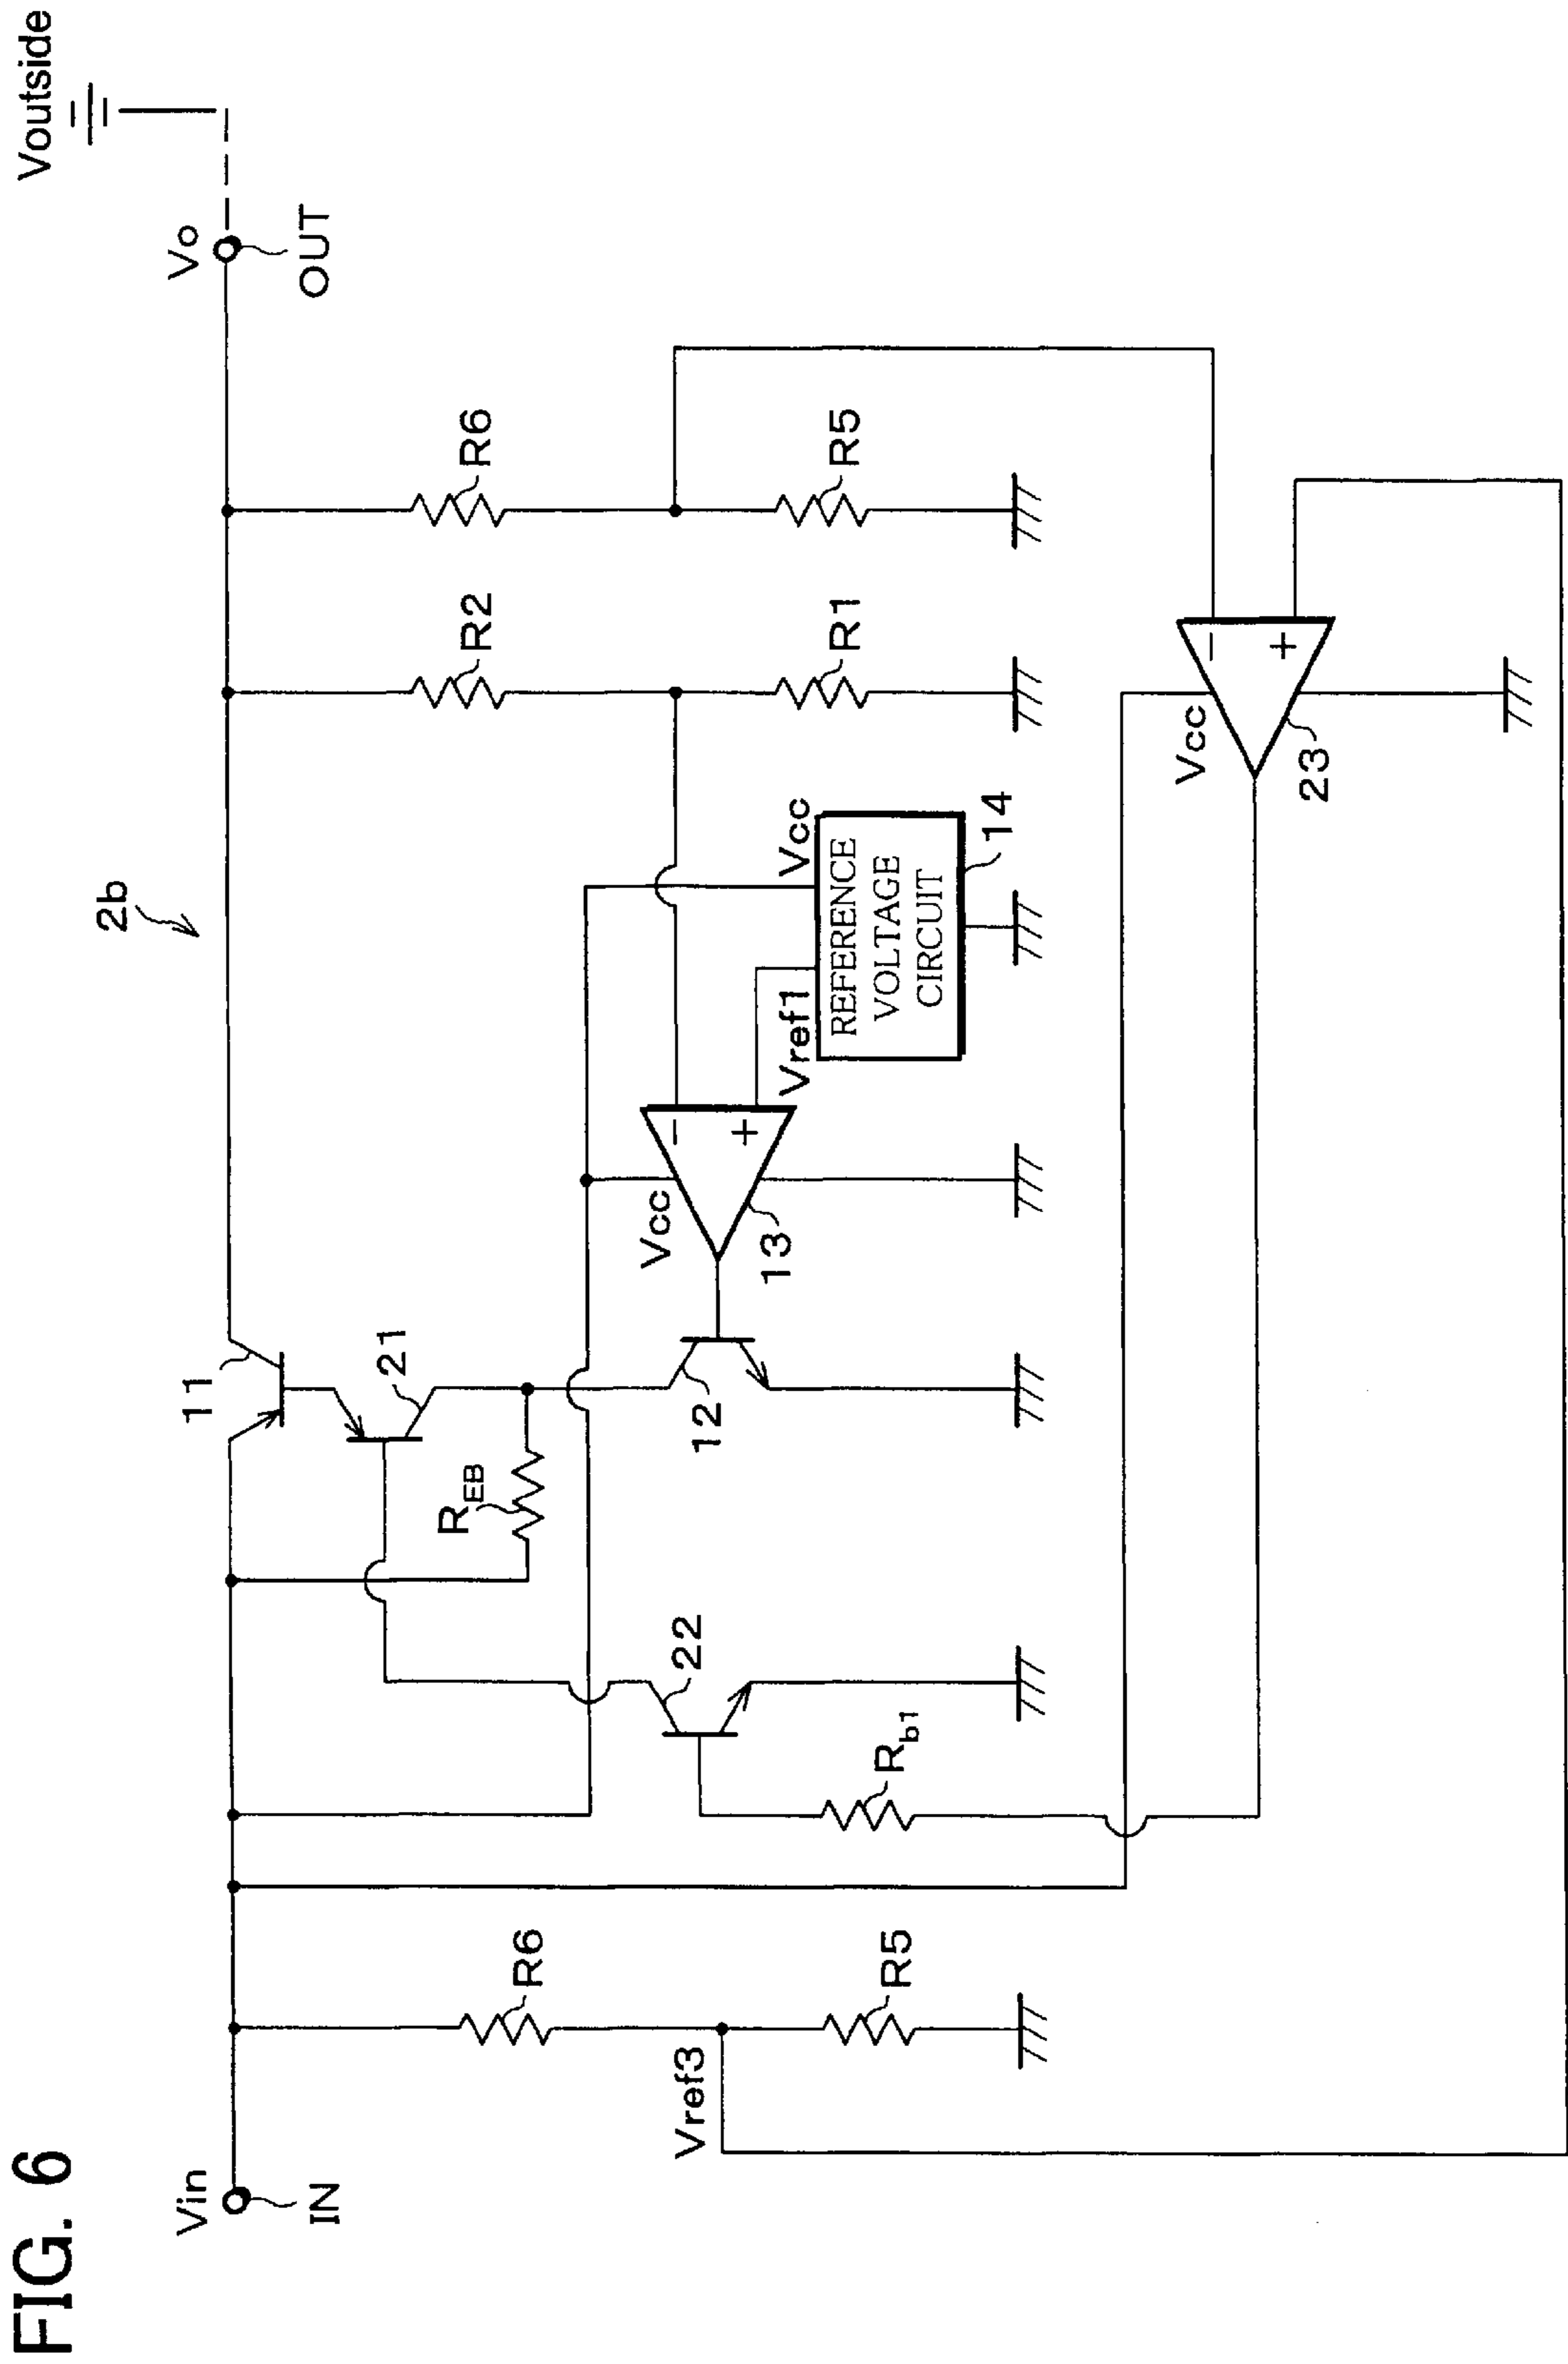 FIG. 6
2b
Voutside
Vin
IN
Vo
OUT
11
21
REB
R6
R2
R6
22
12
Vcc
13
Vref1
Vcc
REFERENCE
VOLTAGE
CIRCUIT
14
R1
R5
Vref3
R5
Rb1
Vcc
23
-
+
-
+